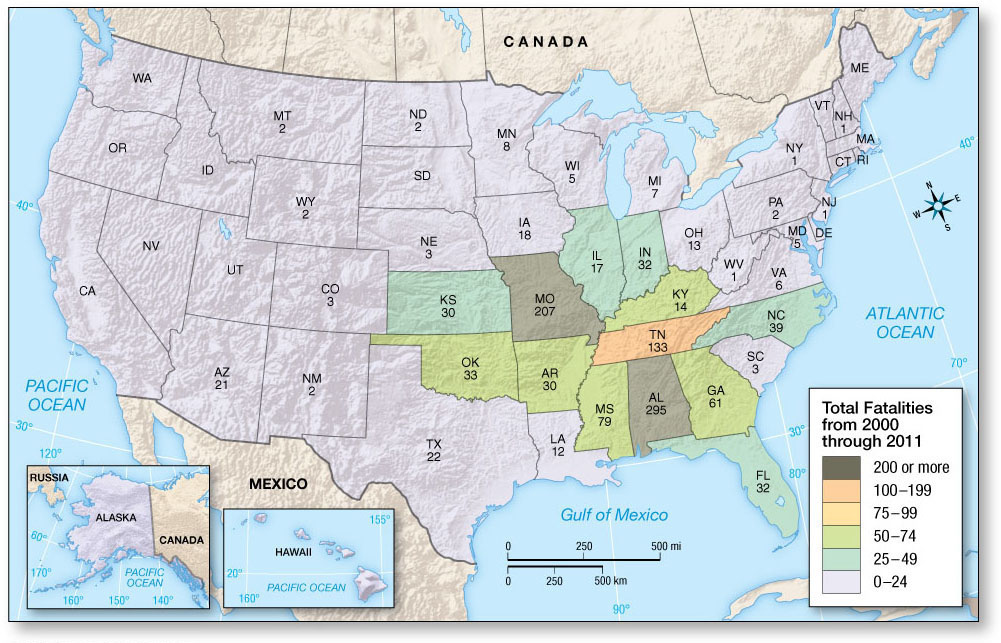 CANADA
WA
OR
CA
NV
ID
MT
2
WY
2
UT
AZ
21
CO
3
NM
2
ND
2
SD
NE
3
KS
30
OK
33
TX
22
MN
8
IA
18
MO
207
AR
30
LA
12
WI
5
IL
17
IN
32
MI
7
OH
13
KY
14
TN
133
MS
79
AL
295
GA
61
FL
32
SC
3
NC
39
VA
6
WV
1
MD
5
DE
PA
2
NJ
1
NY
1
CT
RI
MA
VT
NH
1
ME
40°
30°
120°
110°
40°
70°
30°
80°
90°
N
E
S
W
PACIFIC
OCEAN
ATLANTIC
OCEAN
MEXICO
Gulf of Mexico
0 250 500 mi
0 250 500 km
RUSSIA
ALASKA
CANADA
PACIFIC
OCEAN
60°
170°
160°
150°
140°
155°
HAWAII
20°
PACIFIC OCEAN
160°
Total Fatalities
from 2000
through 2011
200 or more
100–199
75–99
50–74
25–49
0–24